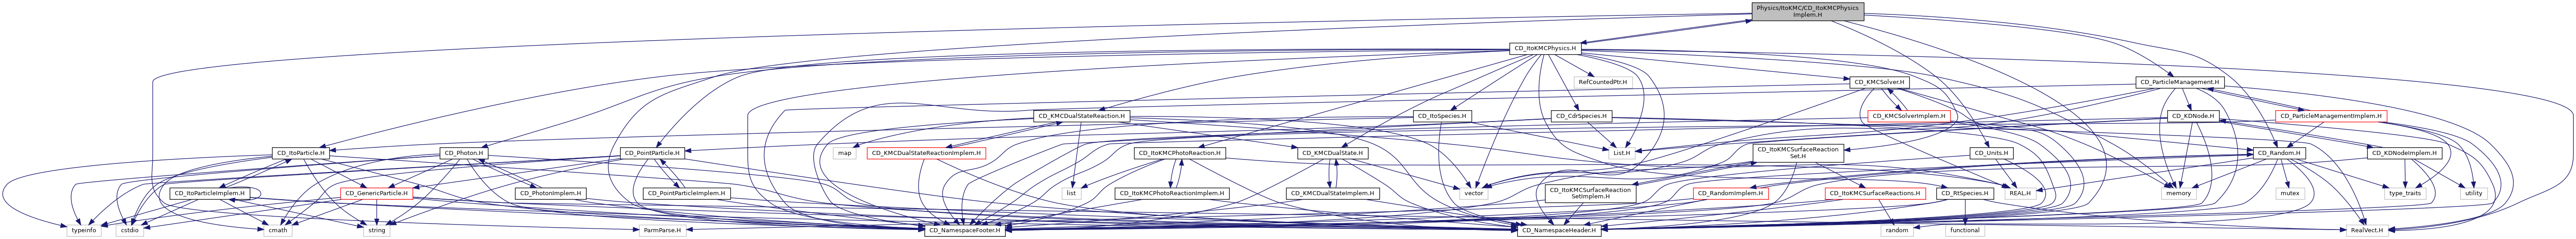 Physics/ItoKMC/CD_ItoKMCPhysics
Implem.H
CD_ItoKMCPhysics.H
RefCountedPtr.H
CD_KMCSolver.H
CD_ParticleManagement.H
CD_KMCDualStateReaction.H
CD_ItoSpecies.H
CD_CdrSpecies.H
CD_KMCSolverImplem.H
CD_KDNode.H
CD_ParticleManagementImplem.H
CD_ItoParticle.H
CD_Photon.H
CD_PointParticle.H
map
CD_KMCDualStateReactionImplem.H
CD_ItoKMCPhotoReaction.H
CD_KMCDualState.H
List.H
CD_ItoKMCSurfaceReaction
Set.H
CD_Units.H
CD_Random.H
CD_KDNodeImplem.H
CD_ItoParticleImplem.H
CD_GenericParticle.H
CD_PhotonImplem.H
CD_PointParticleImplem.H
list
CD_ItoKMCPhotoReactionImplem.H
CD_KMCDualStateImplem.H
vector
CD_ItoKMCSurfaceReaction
SetImplem.H
CD_RandomImplem.H
CD_ItoKMCSurfaceReactions.H
CD_RtSpecies.H
REAL.H
memory
mutex
type_traits
utility
typeinfo
cstdio
cmath
string
ParmParse.H
CD_NamespaceFooter.H
CD_NamespaceHeader.H
random
functional
RealVect.H